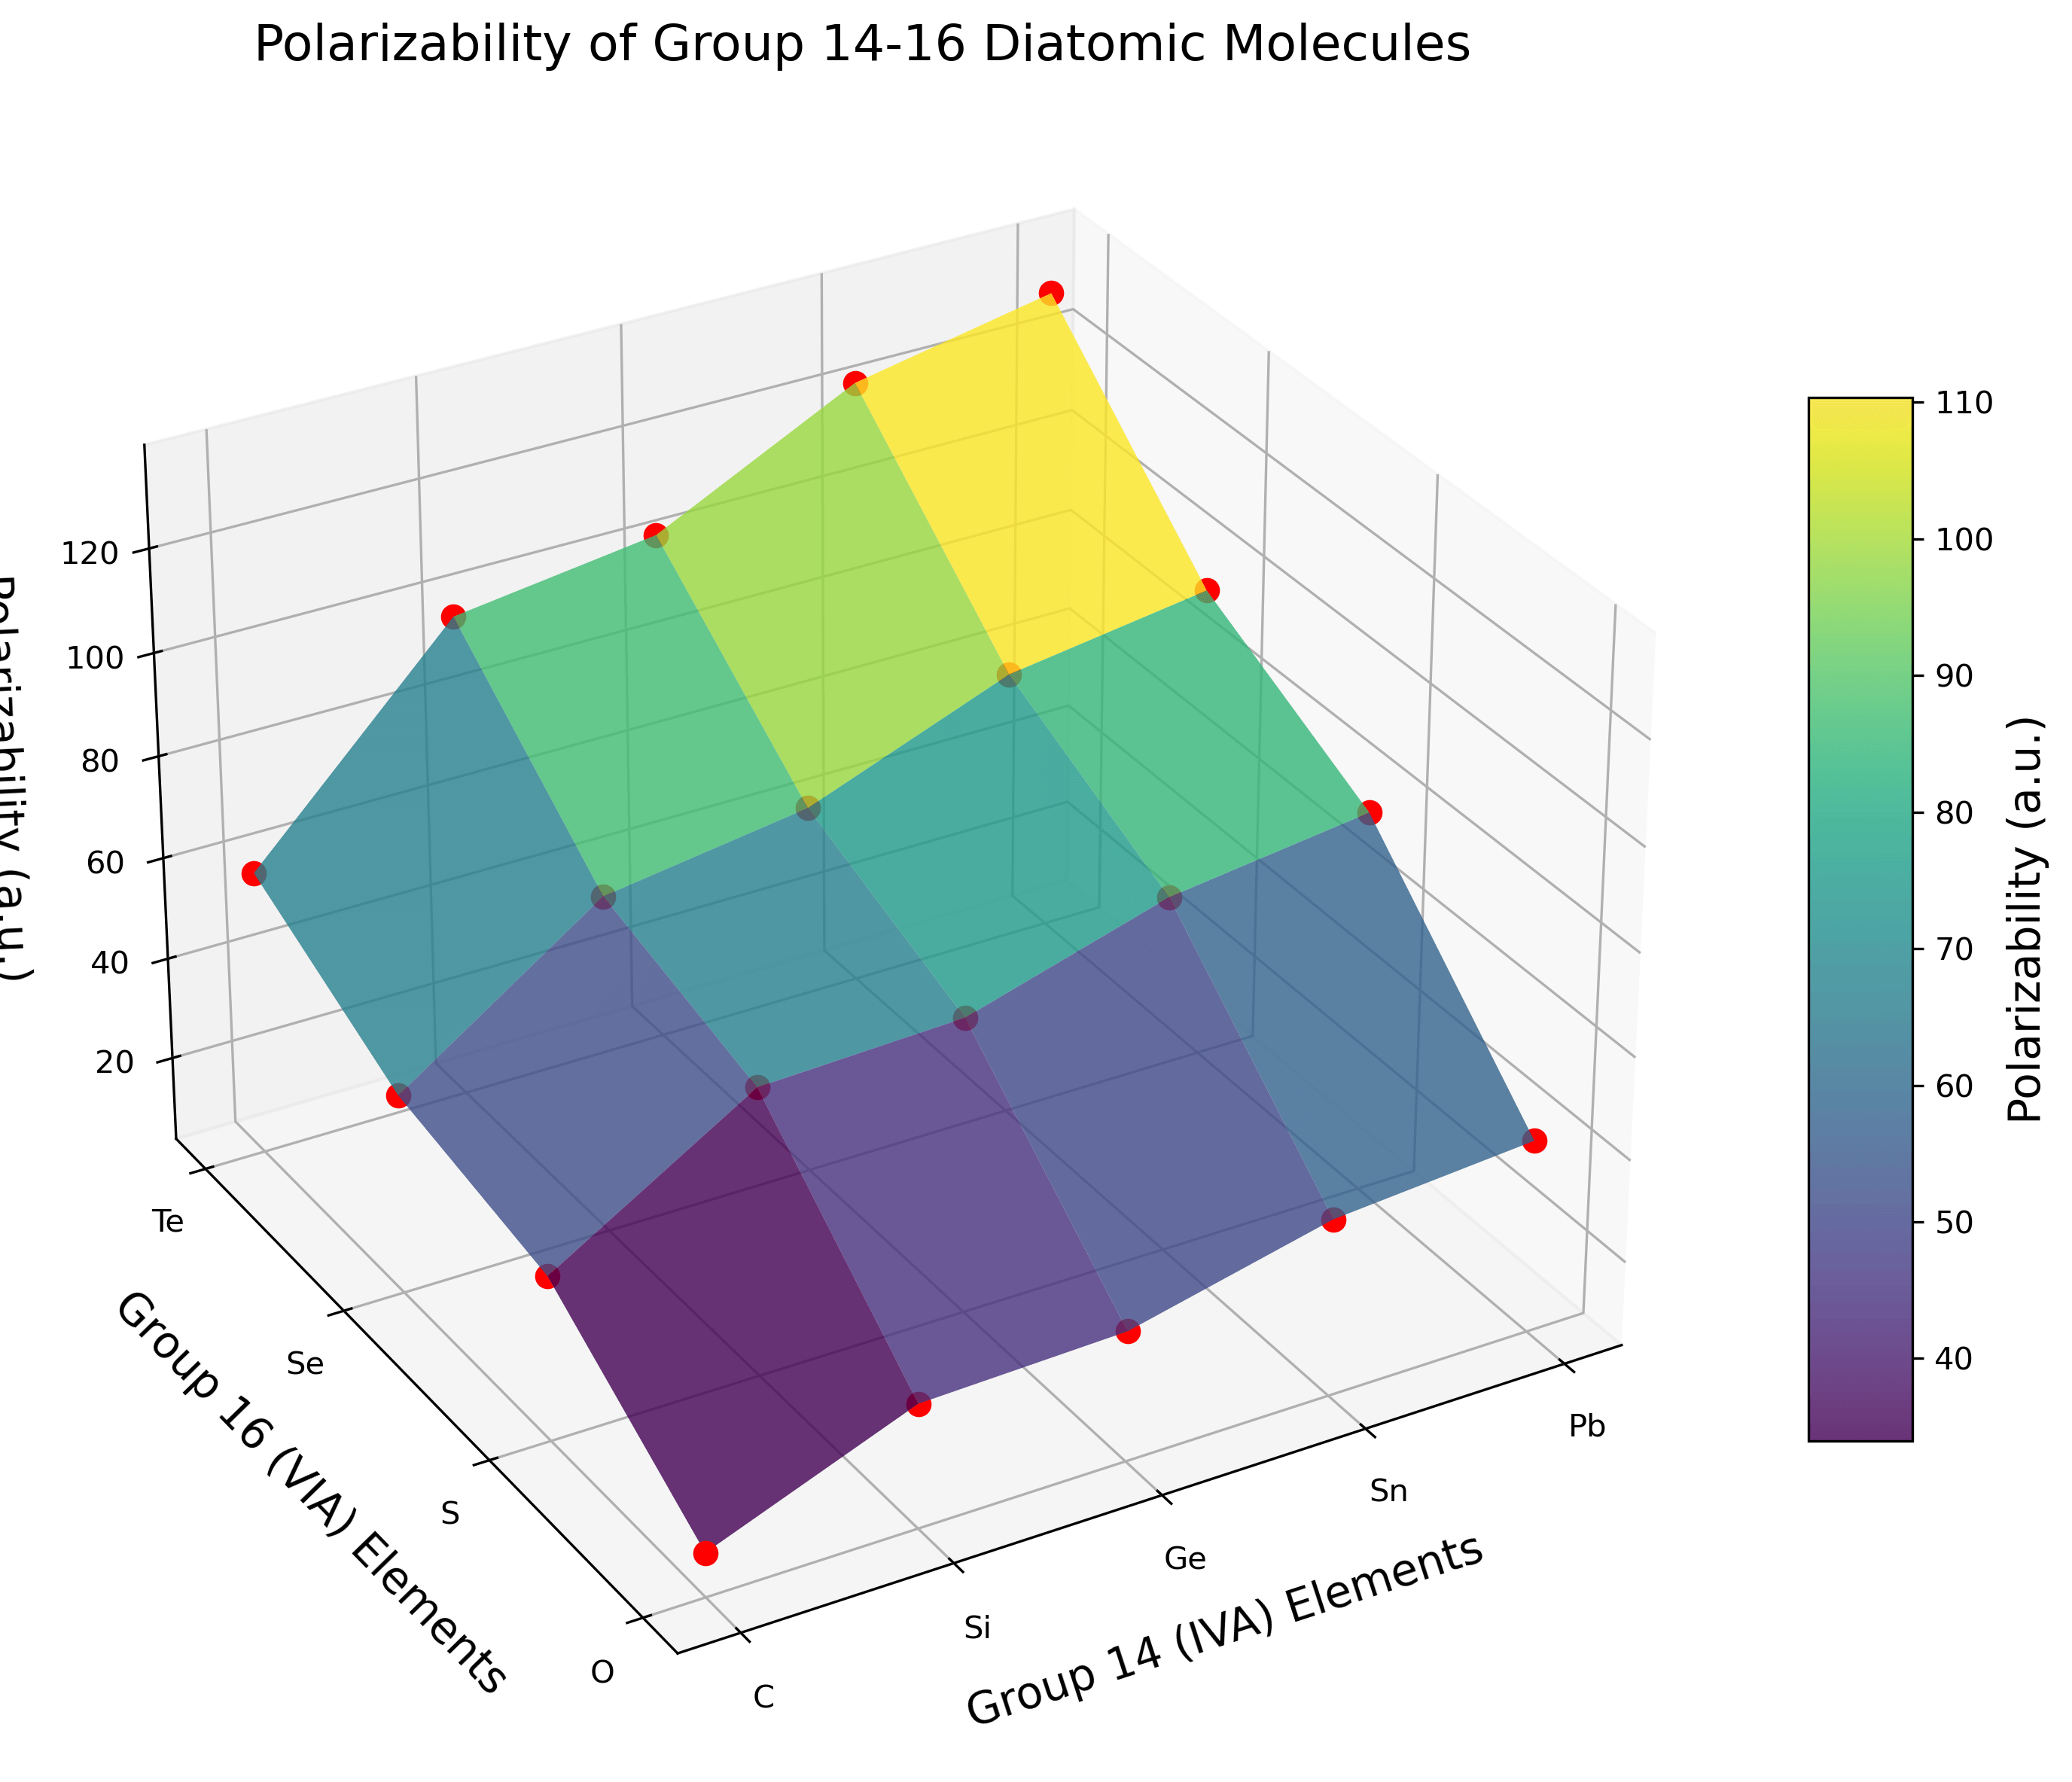 Polarizability of Group 14-16 Diatomic Molecules
120
100
80
60
40
20
Polarizability (a.u.)
Te
Se
S
O
Group 16 (VIA) Elements
C
Si
Ge
Sn
Pb
Group 14 (IVA) Elements
110
100
90
80
70
60
50
40
Polarizability (a.u.)